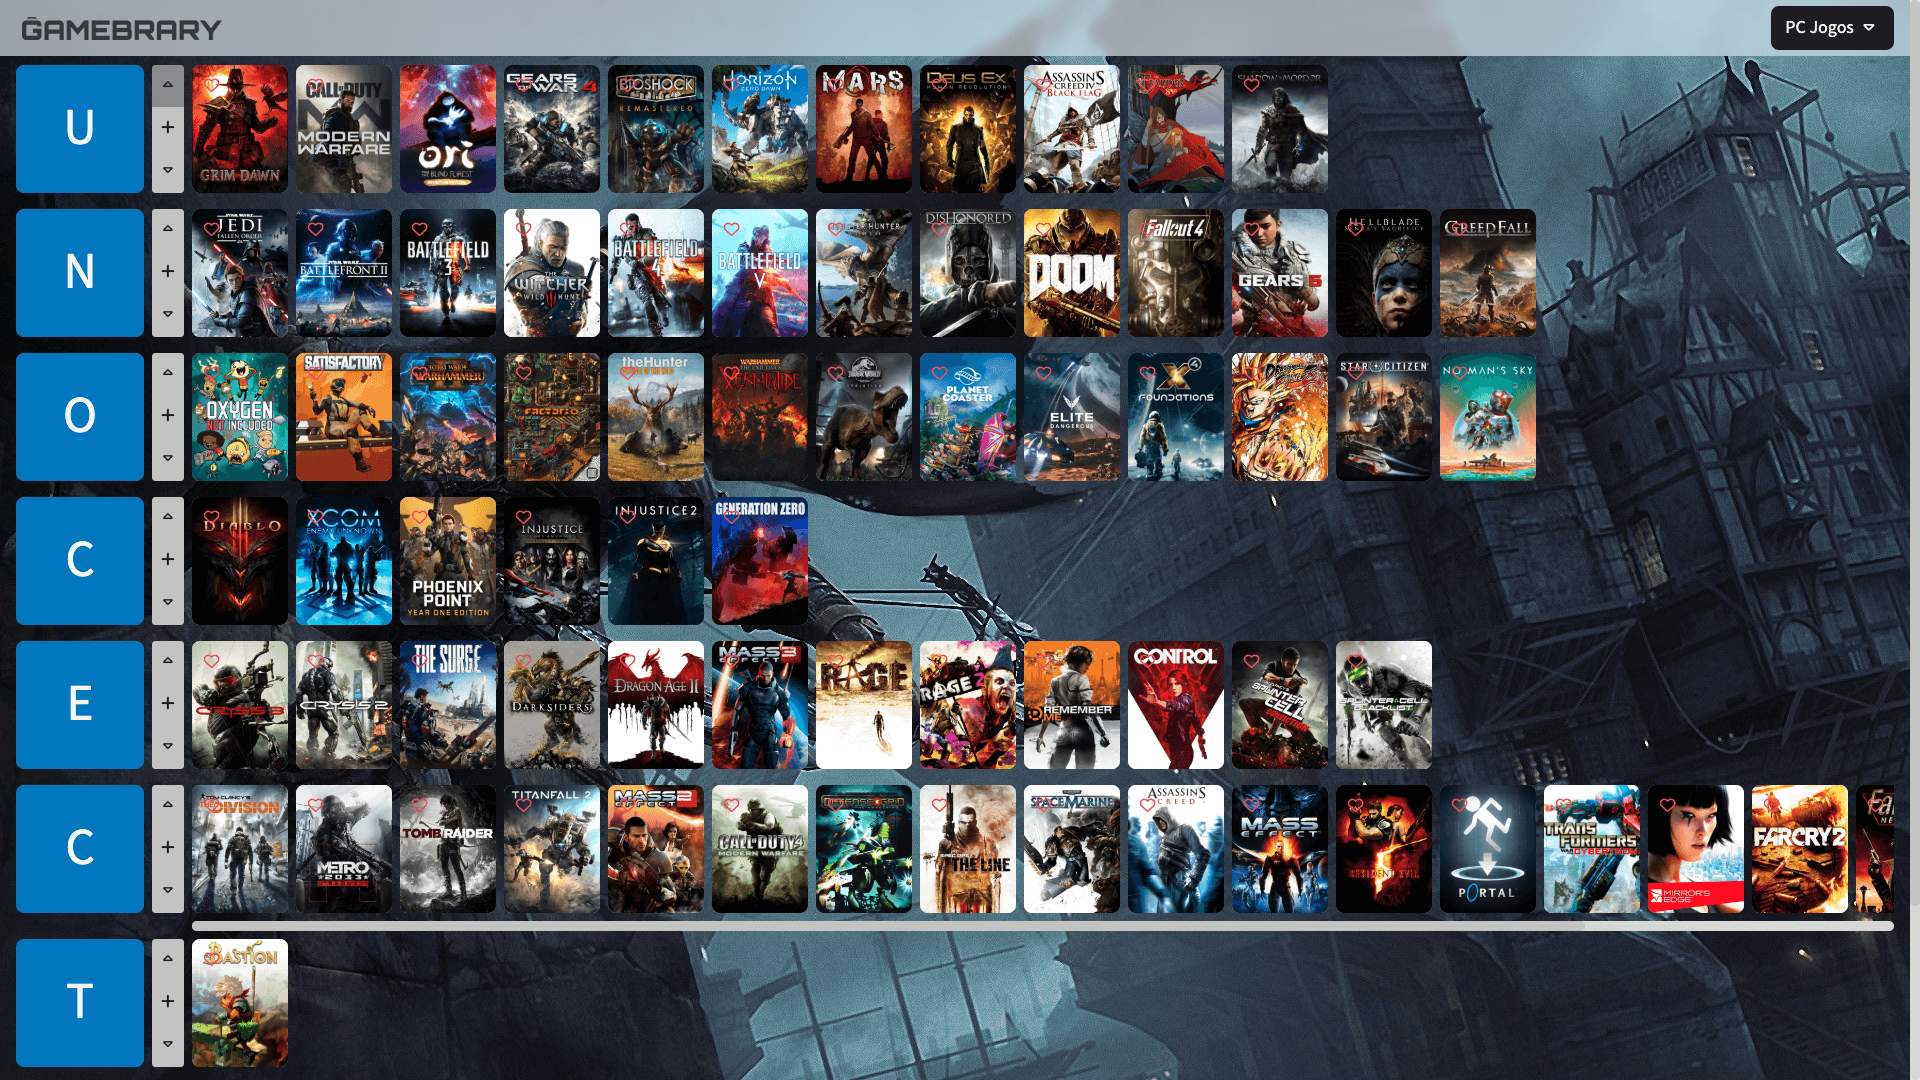 GAMEBRARY
PC Jogos
U
GRIM DAWN
CALL OF DUTY
MODERN WARFARE
ori
AND THE BLIND FOREST
GEARS OF WAR 4
BIOSHOCK
REMASTERED
HORIZON
ZERO DAWN
MARS
DEUS EX
HUMAN REVOLUTION
ASSASSIN'S CREED IV
BLACK FLAG
SHADOW OF MORDOR
N
STAR WARS
JEDI
FALLEN ORDER
STAR WARS
BATTLEFRONT II
BATTLEFIELD 3
THE WITCHER
WILD HUNT
BATTLEFIELD 4
BATTLEFIELD V
DISHONORED
DOOM
Fallout 4
GEARS 5
HELLBLADE
SENUA'S SACRIFICE
GREEDFALL
O
OXYGEN
NOT INCLUDED
SATISFACTORY
TOTAL WAR
WARHAMMER
FACTORIO
theHunter
WARHAMMER
THE END TIMES
VERMINTIDE
JURASSIC WORLD
EVOLUTION
PLANET COASTER
ELITE
DANGEROUS
X4
FOUNDATIONS
STAR CITIZEN
NO MAN'S SKY
C
DIABLO
XCOM
ENEMY UNKNOWN
PHOENIX POINT
YEAR ONE EDITION
INJUSTICE
INJUSTICE 2
GENERATION ZERO
E
CRYSIS 3
CRYSIS 2
THE SURGE
DARKSIDERS
DRAGON AGE II
MASS EFFECT 3
RAGE
RAGE 2
REMEMBER ME
CONTROL
SPLINTER CELL
CONVICTION
SPLINTER CELL
BLACKLIST
C
TOM CLANCY'S
THE DIVISION
METRO
2033
REDUX
TOMB RAIDER
TITANFALL 2
MASS EFFECT 2
CALL OF DUTY 4
MODERN WARFARE
SPEC OPS
THE LINE
SPACE MARINE
ASSASSIN'S CREED
MASS EFFECT
RESIDENT EVIL 5
PORTAL
TRANSFORMERS
WAR FOR CYBERTRON
MIRROR'S EDGE
FARCRY 2
T
BASTION